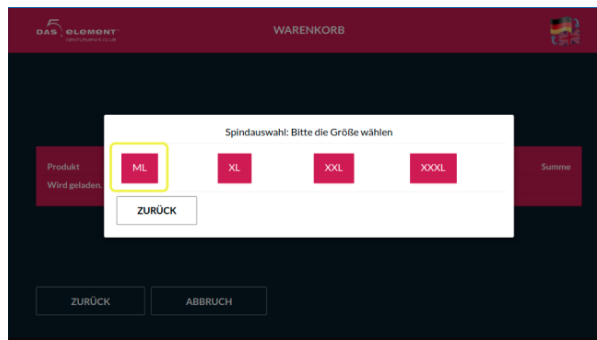 DAS 5 ELEMENT
WARENKORB
Spindauswahl: Bitte die Größe wählen
Produkt
Summe
ML
XL
XXL
XXXL
Wird geladen.
ZURÜCK
ZURÜCK
ABBRUCH